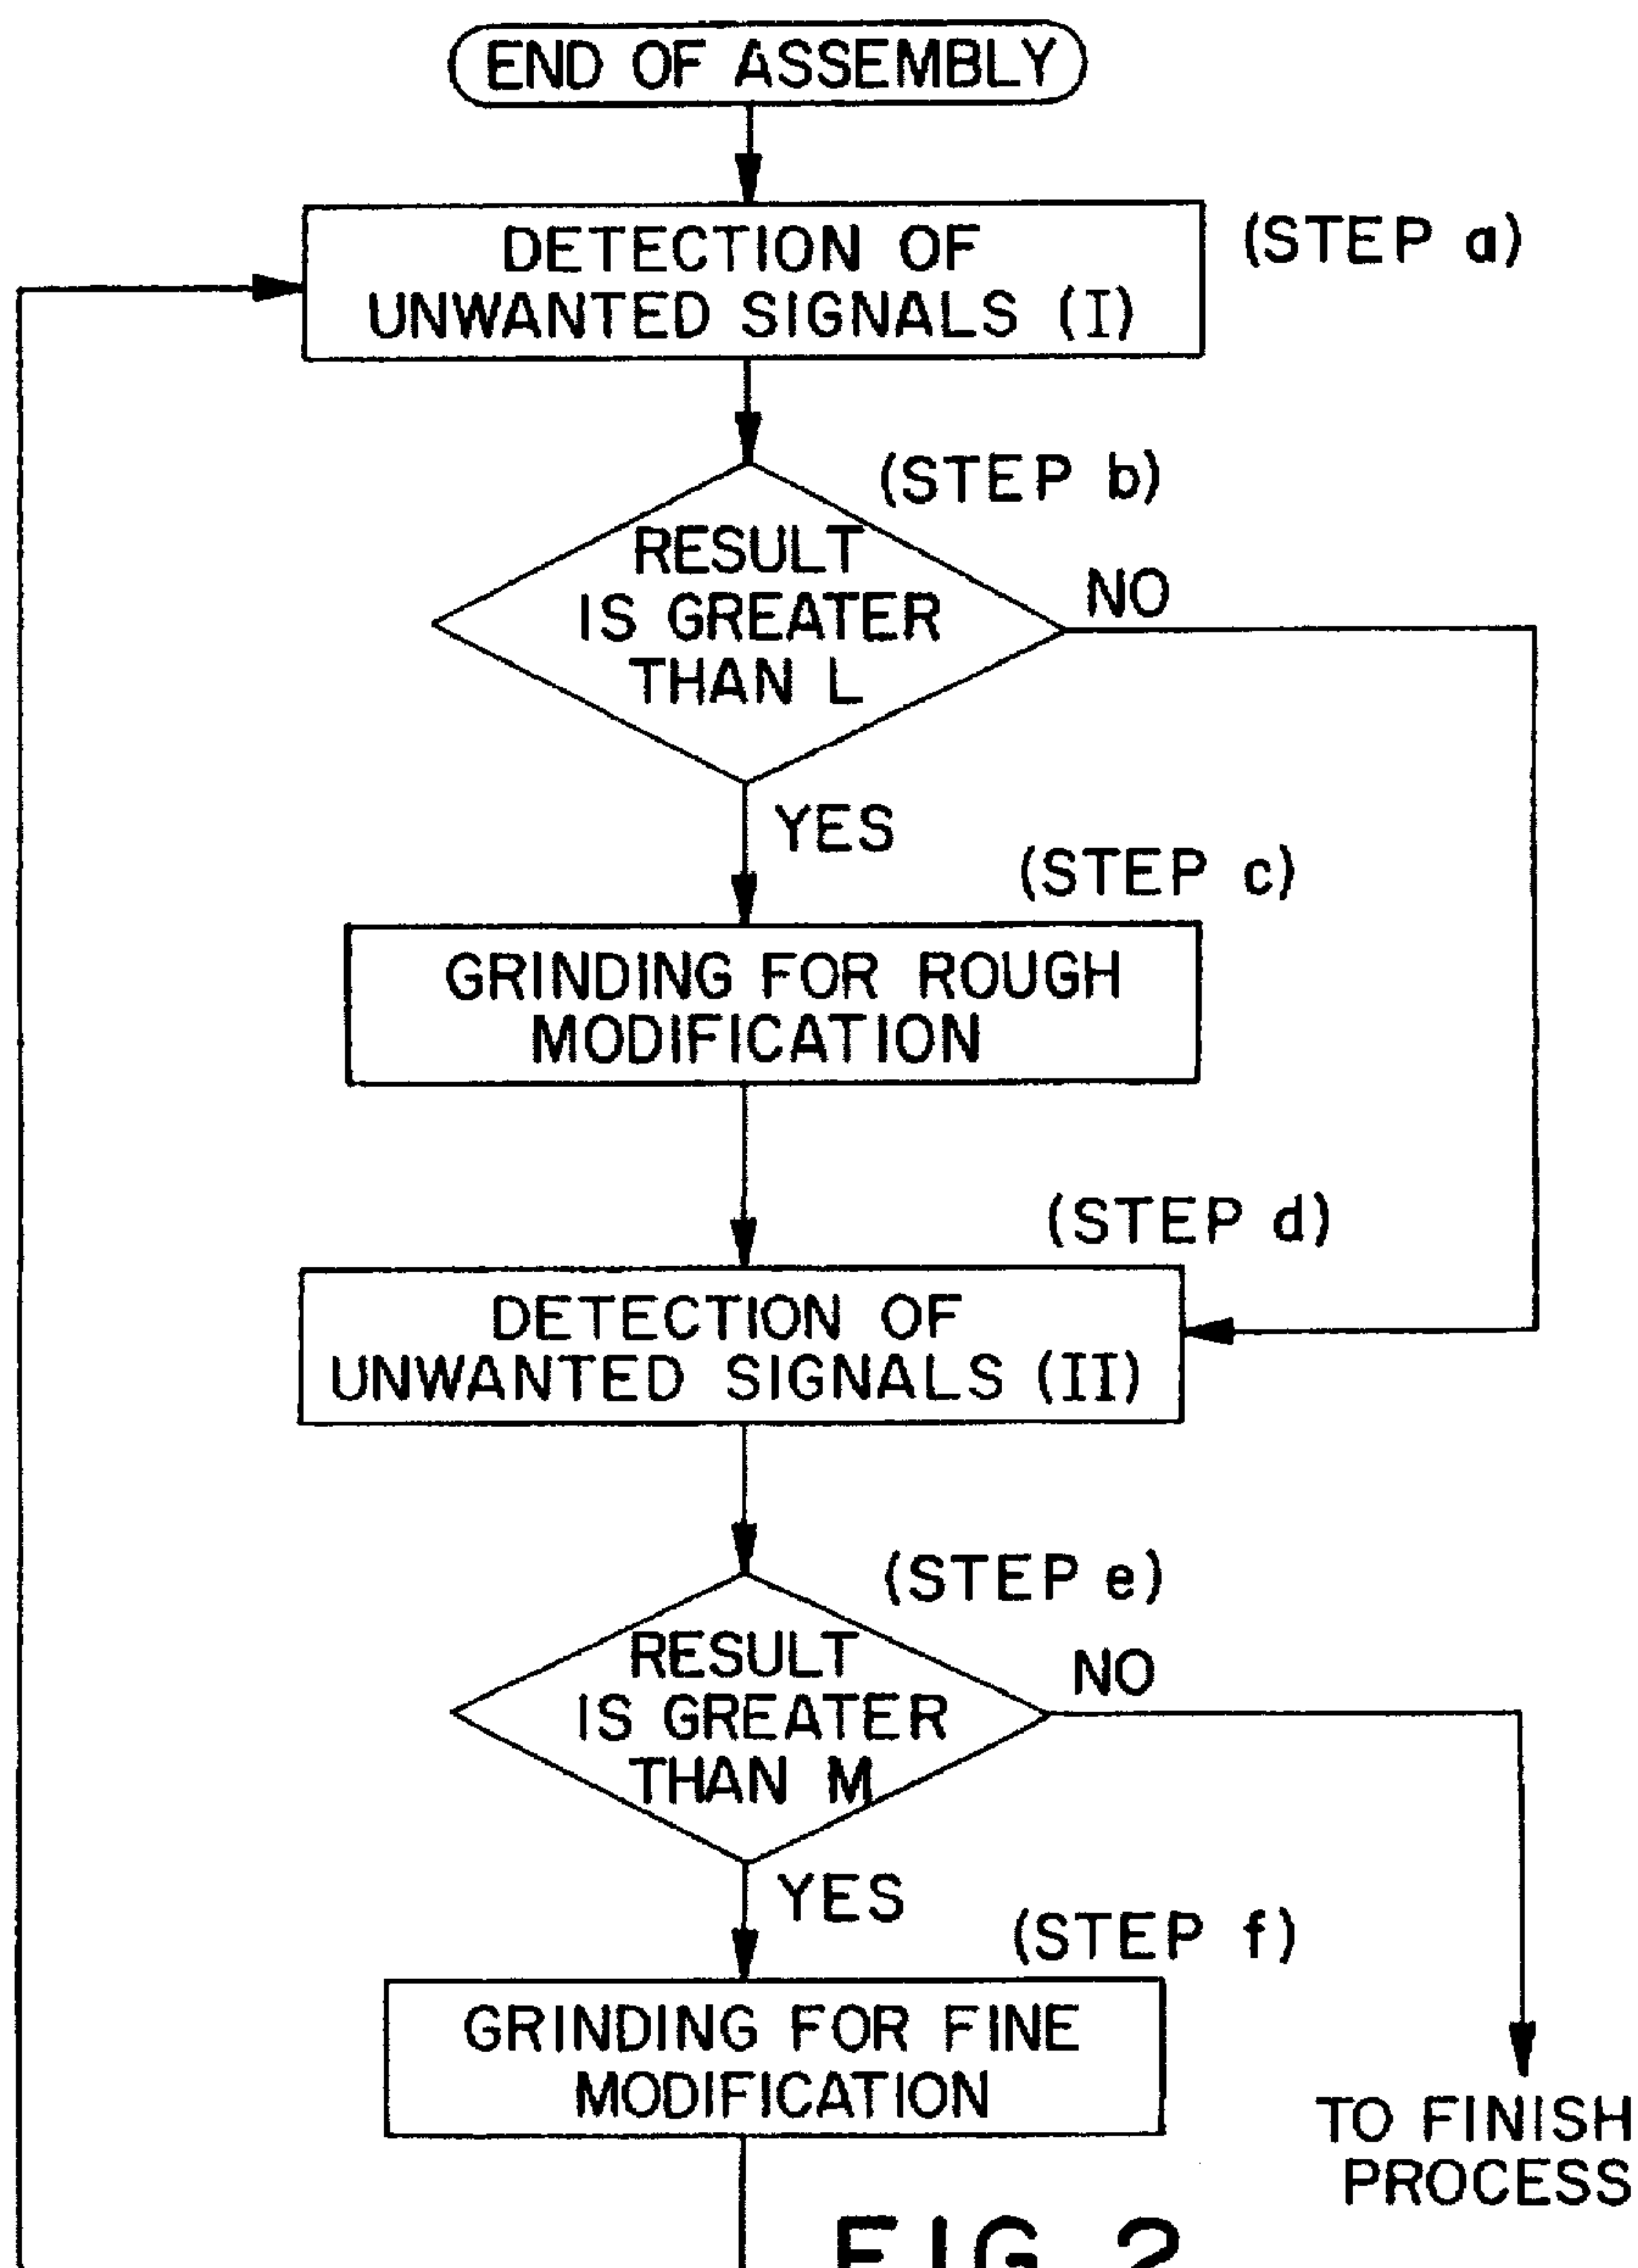 END OF ASSEMBLY
DETECTION OF
UNWANTED SIGNALS (I)
(STEP a)
(STEP b)
RESULT
IS GREATER
THAN L
NO
YES
(STEP c)
GRINDING FOR ROUGH
MODIFICATION
(STEP d)
DETECTION OF
UNWANTED SIGNALS (II)
(STEP e)
RESULT
IS GREATER
THAN M
NO
YES
(STEP f)
GRINDING FOR FINE
MODIFICATION
TO FINISH
PROCESS
FIG.2